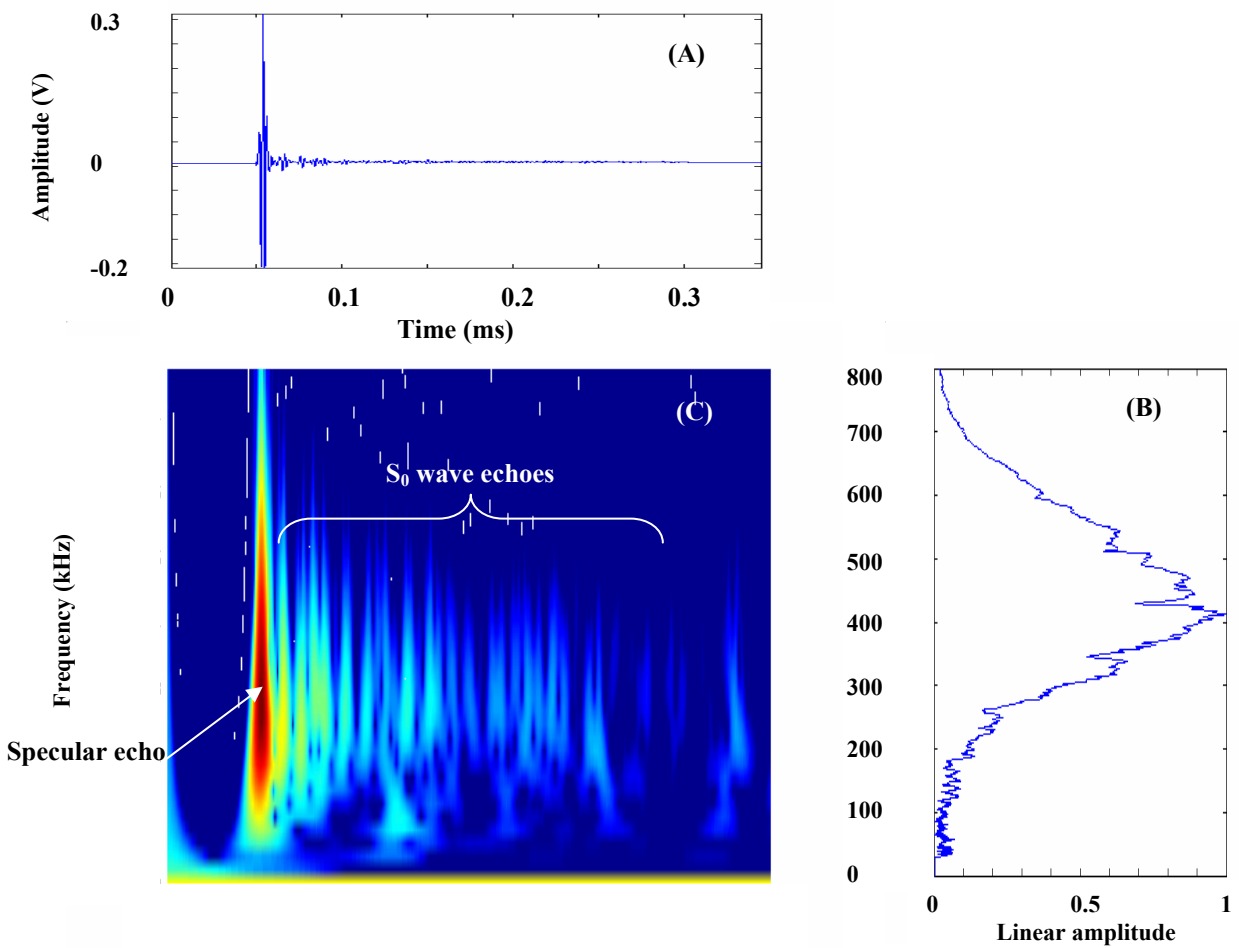 0.3
(A)
Amplitude (V)
0
-0.2
0
0.1
0.2
0.3
Time (ms)
(C)
S₀ wave echoes
Frequency (kHz)
Specular echo
800
(B)
700
600
500
400
300
200
100
0
0
0.5
1
Linear amplitude